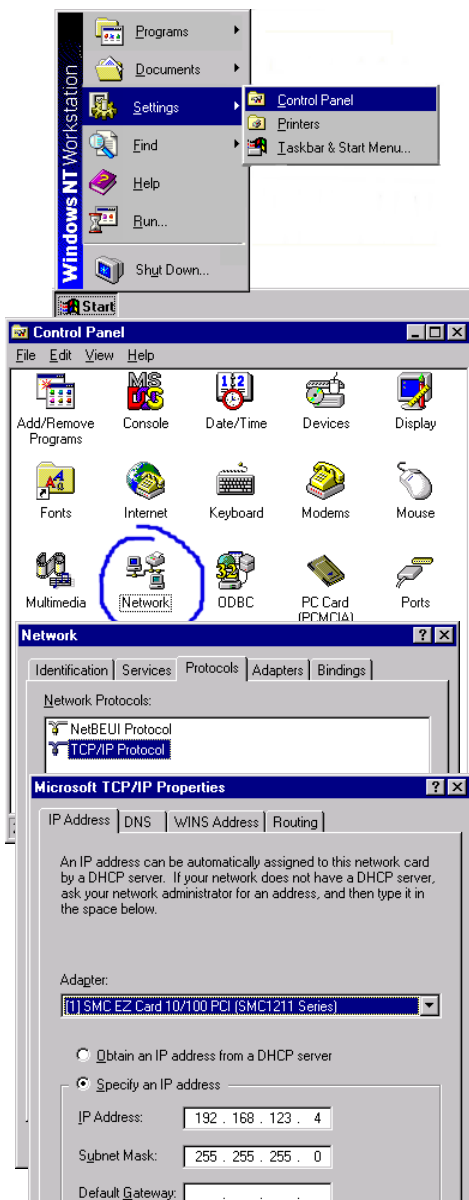 Windows NT Workstation
Programs
Documents
Settings
Find
Help
Run...
Shut Down...
Control Panel
Printers
Taskbar & Start Menu...
Start
Control Panel
File Edit View Help
Add/Remove Programs
MS DOS
Console
Date/Time
Devices
Display
Fonts
Internet
Keyboard
Modems
Mouse
Multimedia
Network
32
ODBC
PC Card (PCMCIA)
Ports
Network
Identification Services Protocols Adapters Bindings
Network Protocols:
NetBEUI Protocol
TCP/IP Protocol
Microsoft TCP/IP Properties
IP Address DNS WINS Address Routing
An IP address can be automatically assigned to this network card
by a DHCP server. If your network does not have a DHCP server,
ask your network administrator for an address, and then type it in
the space below.
Adapter:
[1] SMC EZ Card 10/100 PCI (SMC1211 Series)
Obtain an IP address from a DHCP server
Specify an IP address
IP Address: 192 . 168 . 123 . 4
Subnet Mask: 255 . 255 . 255 . 0
Default Gateway: . . .